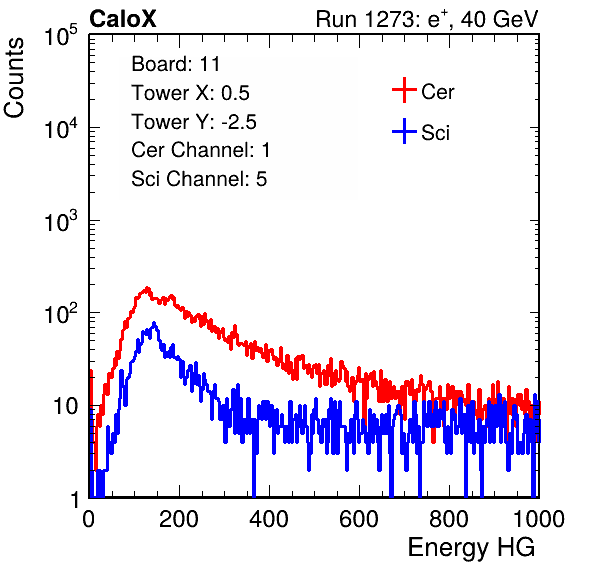 CaloX Run 1273: e⁺, 40 GeV
Counts
Board: 11
Tower X: 0.5
Tower Y: -2.5
Cer Channel: 1
Sci Channel: 5
Cer
Sci
10⁵
10⁴
10³
10²
10
1
0 200 400 600 800 1000
Energy HG